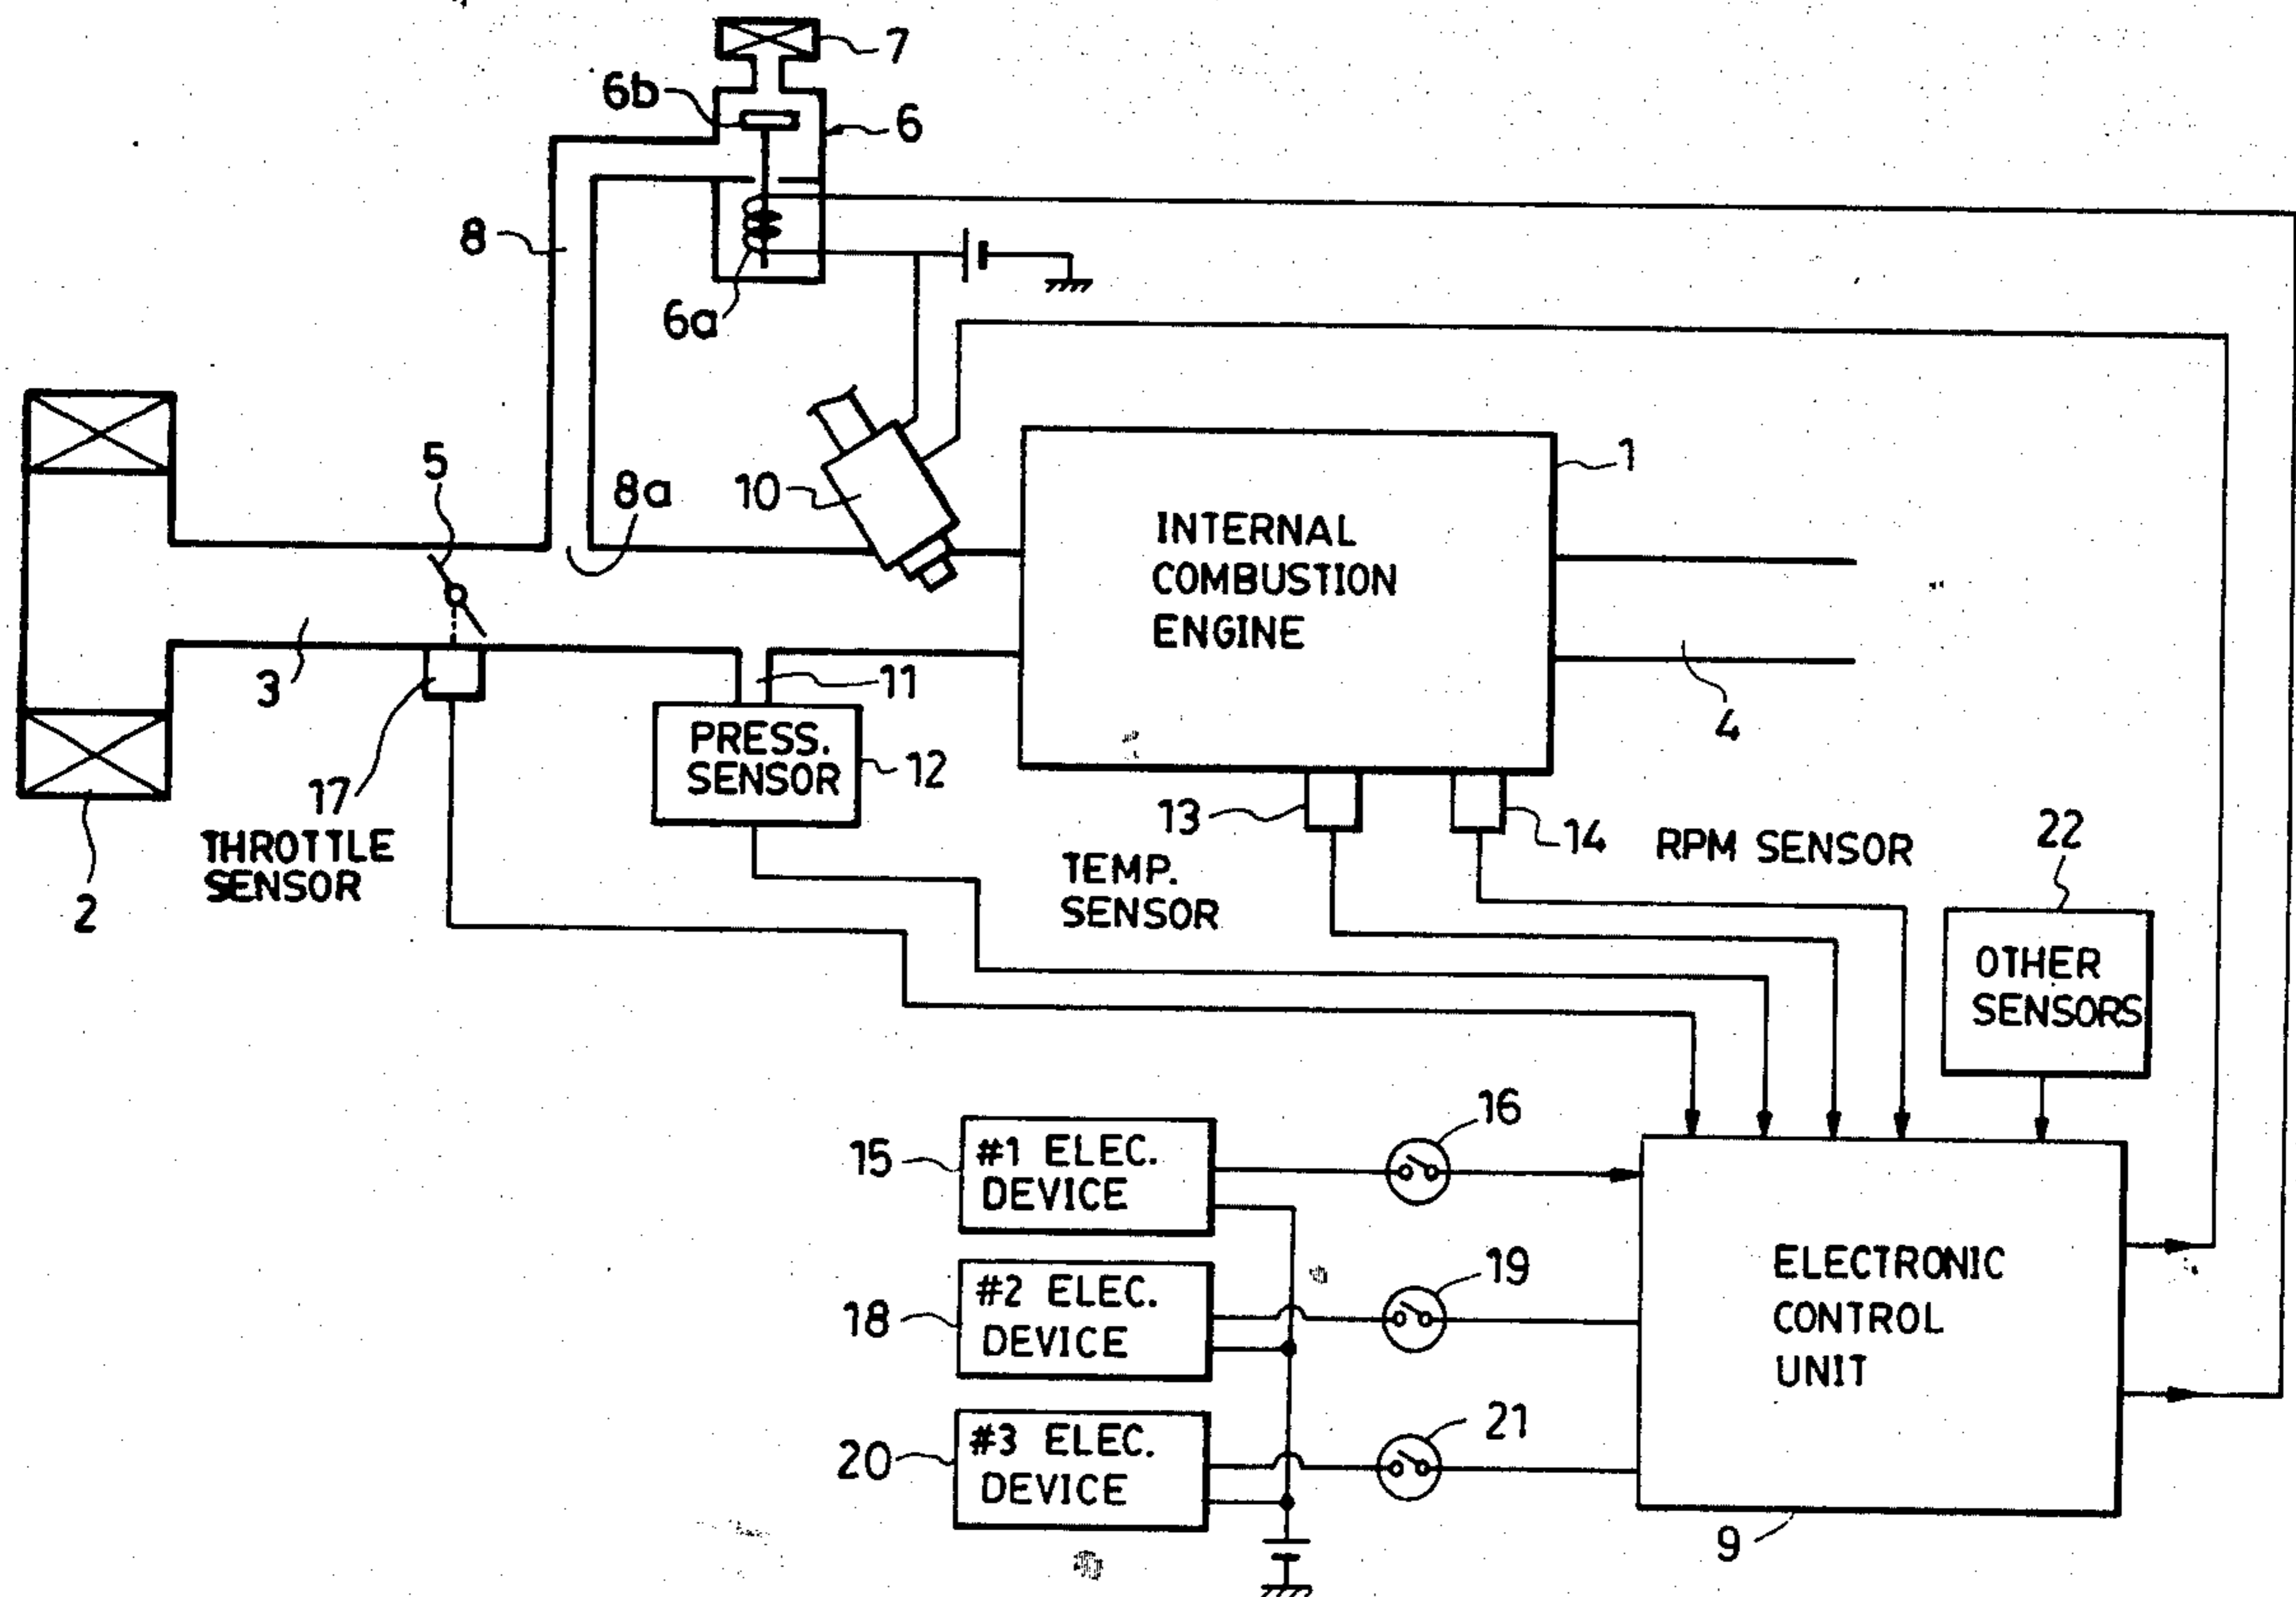 7
6b
6
8
6a
5
8a
10
1
INTERNAL
COMBUSTION
ENGINE
3
11
4
PRESS.
SENSOR
12
17
THROTTLE
SENSOR
2
13
TEMP.
SENSOR
14
RPM SENSOR
22
OTHER
SENSORS
15
#1 ELEC.
DEVICE
16
18
#2 ELEC.
DEVICE
19
20
#3 ELEC.
DEVICE
21
ELECTRONIC
CONTROL
UNIT
9